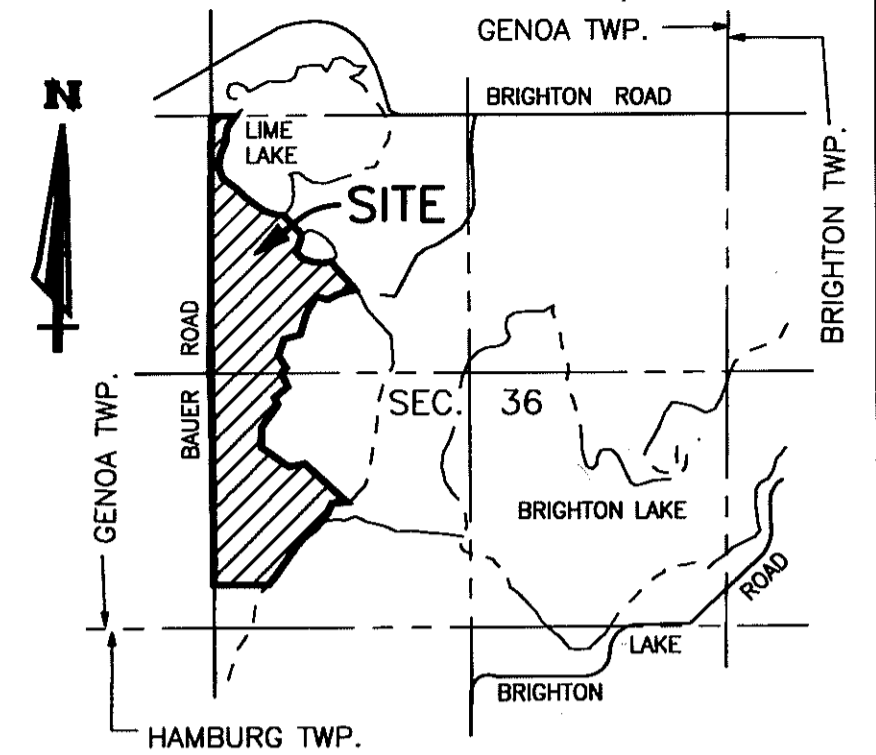 GENOA TWP.
N
BRIGHTON ROAD
LIME
LAKE
BRIGHTON TWP.
SITE
BAUER ROAD
GENOA TWP.
SEC. 36
BRIGHTON LAKE
ROAD
LAKE
BRIGHTON
HAMBURG TWP.